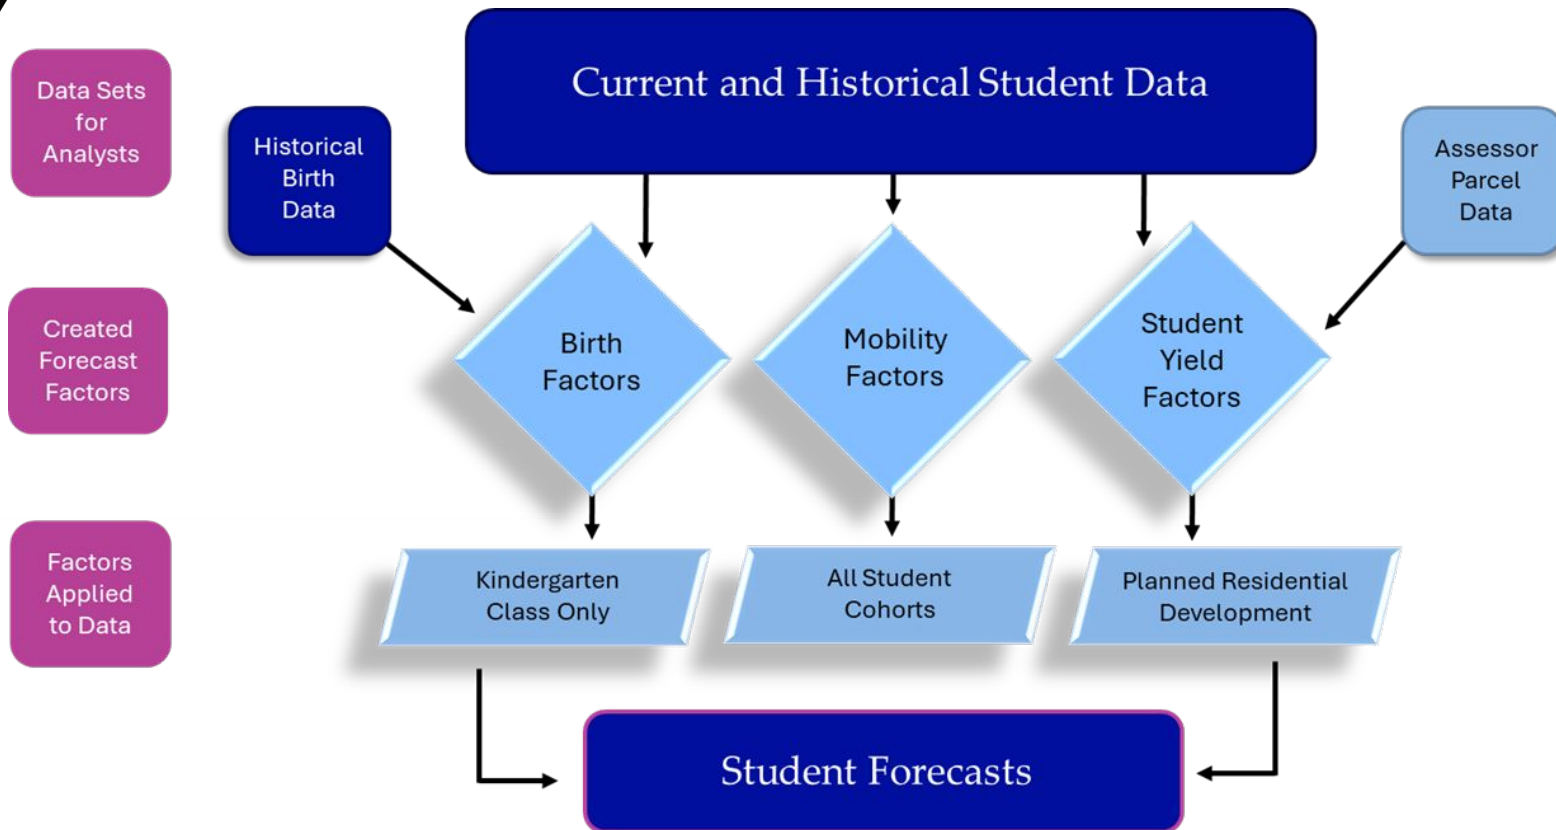 Current and Historical Student Data
Data Sets
for
Analysts
Historical
Birth
Data
Assessor
Parcel
Data
Created
Forecast
Factors
Birth
Factors
Mobility
Factors
Student
Yield
Factors
Factors
Applied
to Data
Kindergarten
Class Only
All Student
Cohorts
Planned Residential
Development
Student Forecasts